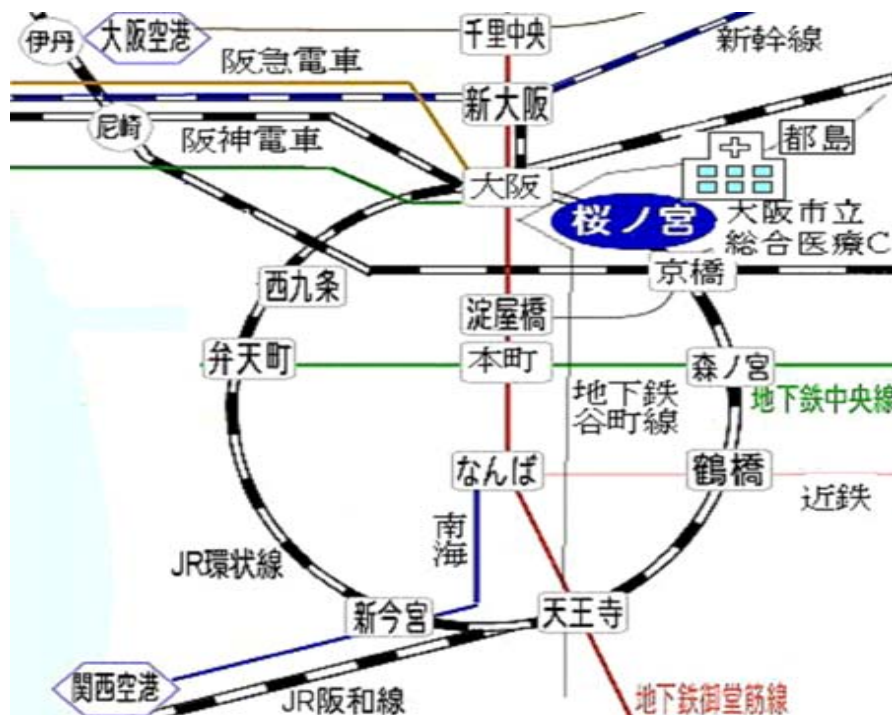 伊丹
大阪空港
千里中央
新幹線
阪急電車
新大阪
尼崎
阪神電車
都島
大阪
桜ノ宮
大阪市立
総合医療C
京橋
西九条
淀屋橋
弁天町
本町
森ノ宮
地下鉄
谷町線
地下鉄中央線
なんば
鶴橋
近鉄
南海
JR環状線
新今宮
天王寺
関西空港
JR阪和線
地下鉄御堂筋線